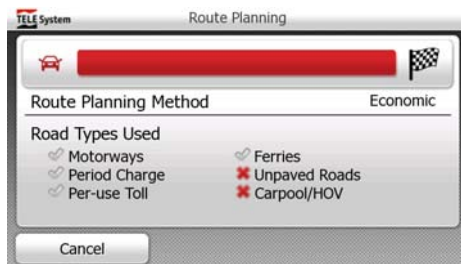 TELE System
Route Planning
Route Planning Method Economic
Road Types Used
Motorways Ferries
Period Charge Unpaved Roads
Per-use Toll Carpool/HOV
Cancel